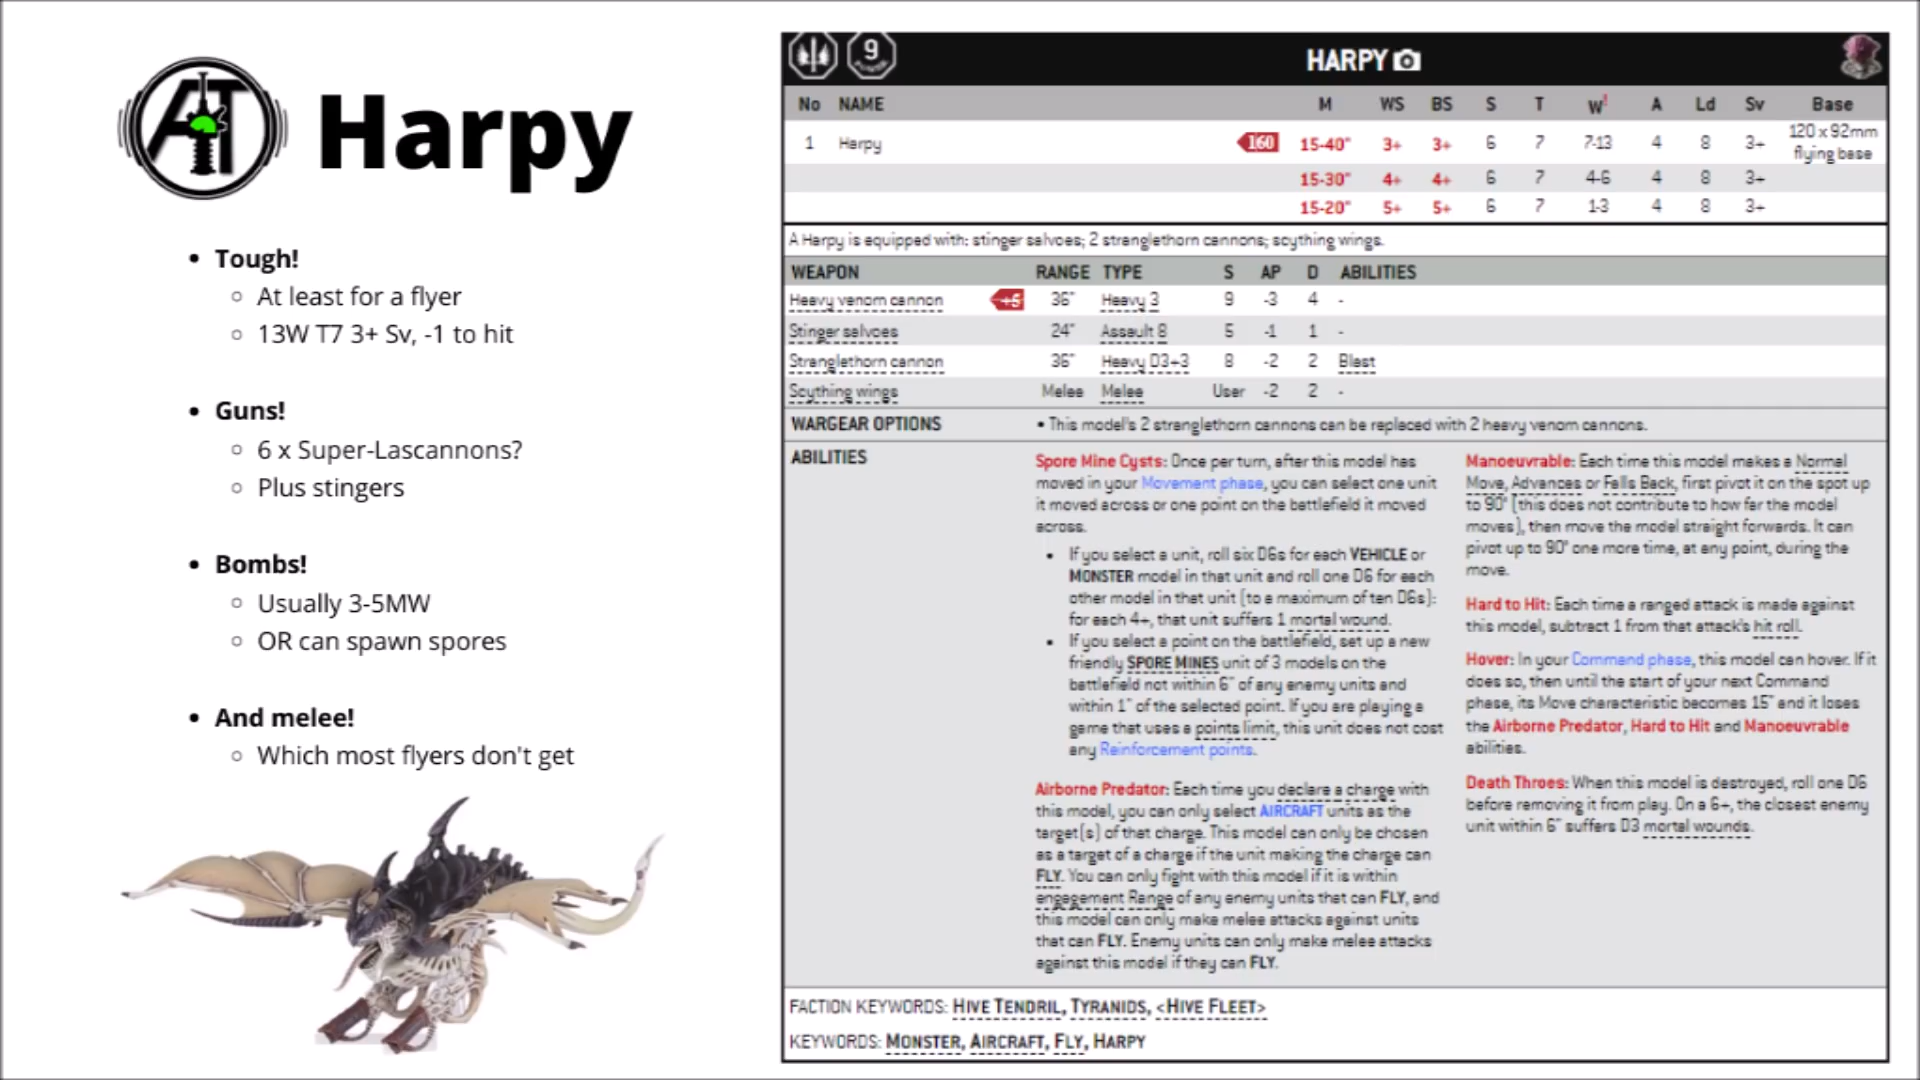 AT
Harpy
• Tough!
○ At least for a flyer
○ 13W T7 3+ Sv, -1 to hit
• Guns!
○ 6 x Super-Lascannons?
○ Plus stingers
• Bombs!
○ Usually 3-5MW
○ OR can spawn spores
• And melee!
○ Which most flyers don't get
9
POWER
HARPY
No NAME M WS BS S T W! A Ld Sv Base
1 Harpy 160 15-40" 3+ 3+ 6 7 7-13 4 8 3+ 120 x 92mm
flying base
15-30" 4+ 4+ 6 7 4-6 4 8 3+
15-20" 5+ 5+ 6 7 1-3 4 8 3+
A Harpy is equipped with: stinger salvoes; 2 stranglethorn cannons; scything wings.
WEAPON RANGE TYPE S AP D ABILITIES
Heavy venom cannon +5 36" Heavy 3 9 -3 4 -
Stinger salvoes 24" Assault 8 5 -1 1 -
Stranglethorn cannon 36" Heavy D3+3 8 -2 2 Blast
Scything wings Melee Melee User -2 2 -
WARGEAR OPTIONS • This model's 2 stranglethorn cannons can be replaced with 2 heavy venom cannons.
ABILITIES
Spore Mine Cysts: Once per turn, after this model has
moved in your Movement phase, you can select one unit
it moved across or one point on the battlefield it moved
across.
• If you select a unit, roll six D6s for each VEHICLE or
MONSTER model in that unit and roll one D6 for each
other model in that unit (to a maximum of ten D6s):
for each 4+, that unit suffers 1 mortal wound.
• If you select a point on the battlefield, set up a new
friendly SPORE MINES unit of 3 models on the
battlefield not within 6" of any enemy units and
within 1" of the selected point. If you are playing a
game that uses a points limit, this unit does not cost
any Reinforcement points.
Airborne Predator: Each time you declare a charge with
this model, you can only select AIRCRAFT units as the
target(s) of that charge. This model can only be chosen
as a target of a charge if the unit making the charge can
FLY. You can only fight with this model if it is within
engagement Range of any enemy units that can FLY, and
this model can only make melee attacks against units
that can FLY. Enemy units can only make melee attacks
against this model if they can FLY.
Manoeuvrable: Each time this model makes a Normal
Move, Advances or Falls Back, first pivot it on the spot up
to 90° (this does not contribute to how far the model
moves), then move the model straight forwards. It can
pivot up to 90° one more time, at any point, during the
move.
Hard to Hit: Each time a ranged attack is made against
this model, subtract 1 from that attack's hit roll.
Hover: In your Command phase, this model can hover. If it
does so, then until the start of your next Command
phase, its Move characteristic becomes 15" and it loses
the Airborne Predator, Hard to Hit and Manoeuvrable
abilities.
Death Throes: When this model is destroyed, roll one D6
before removing it from play. On a 6+, the closest enemy
unit within 6" suffers D3 mortal wounds.
FACTION KEYWORDS: HIVE TENDRIL, TYRANIDS, <HIVE FLEET>
KEYWORDS: MONSTER, AIRCRAFT, FLY, HARPY